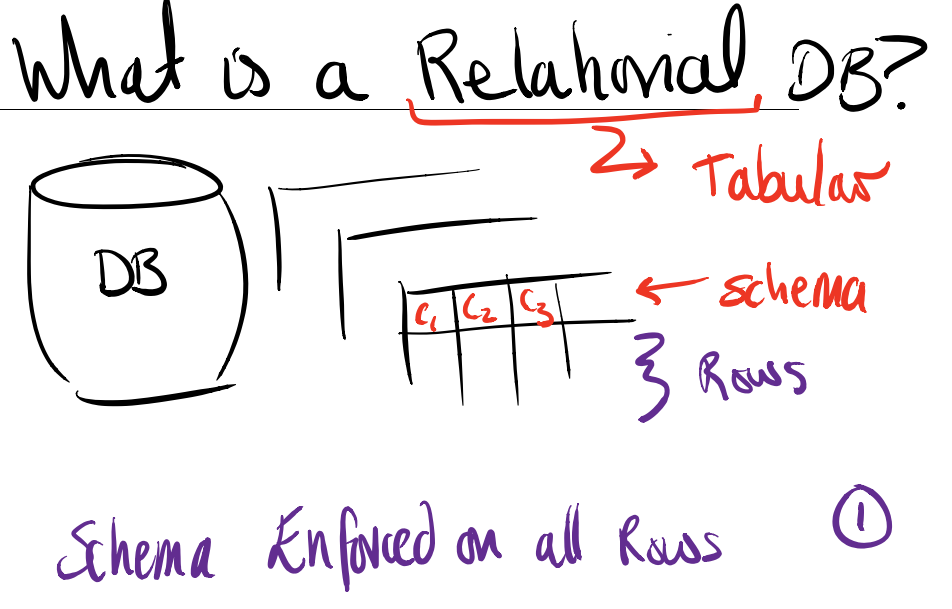 What is a Relational DB?
Tabular
DB
C1 C2 C3
schema
Rows
Schema Enforced on all Rows
1